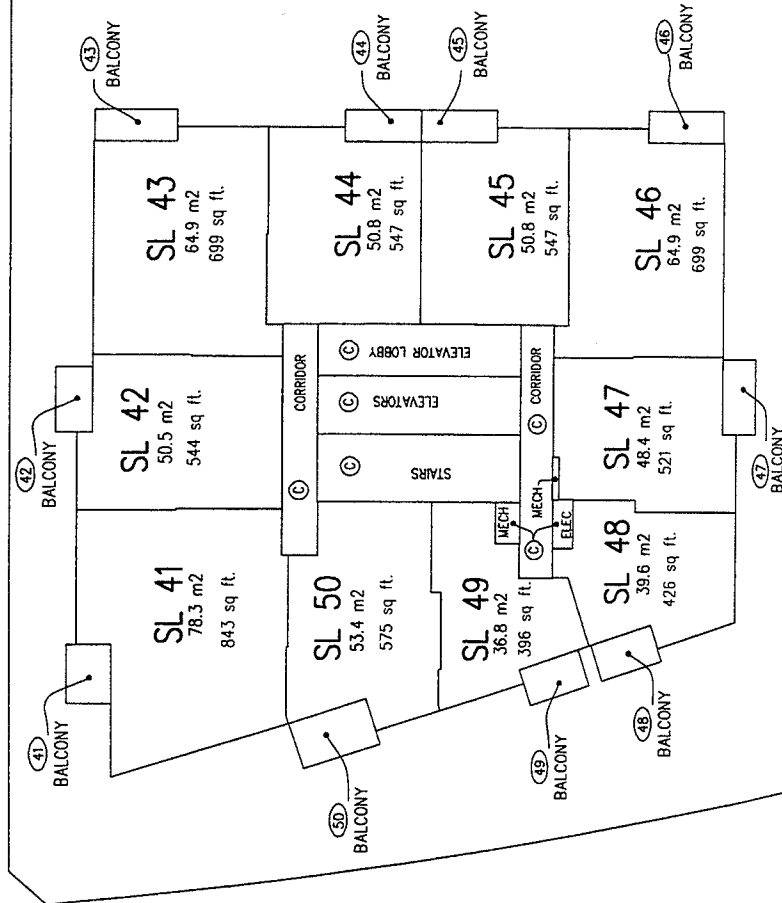 43
BALCONY
44
BALCONY
45
BALCONY
46
BALCONY
SL 43
64.9 m2
699 sq ft.
SL 44
50.8 m2
547 sq ft.
SL 45
50.8 m2
547 sq ft.
SL 46
64.9 m2
699 sq ft.
42
BALCONY
SL 42
50.5 m2
544 sq ft.
CORRIDOR
C
C
ELEVATOR LOBBY
C
ELEVATORS
C
STAIRS
CORRIDOR
C
SL 47
48.4 m2
521 sq ft.
47
BALCONY
MECH
MECH
ELEC
C
41
BALCONY
SL 41
78.3 m2
843 sq ft.
SL 50
53.4 m2
575 sq ft.
SL 49
36.8 m2
396 sq ft.
SL 48
39.6 m2
426 sq ft.
50
BALCONY
49
BALCONY
48
BALCONY